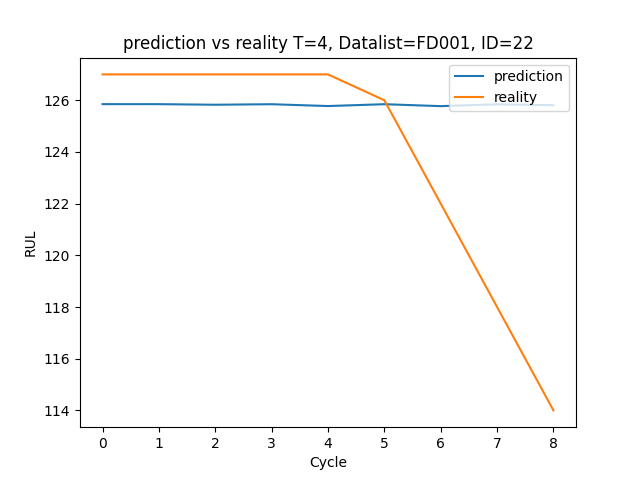 prediction vs reality T=4, Datalist=FD001, ID=22
prediction
reality
126
124
122
120
118
116
114
RUL
0 1 2 3 4 5 6 7 8
Cycle